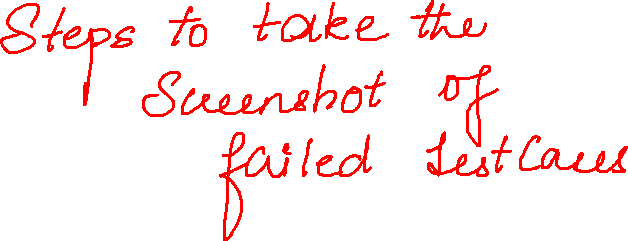 Steps to take the
Screenshot of
failed testCases